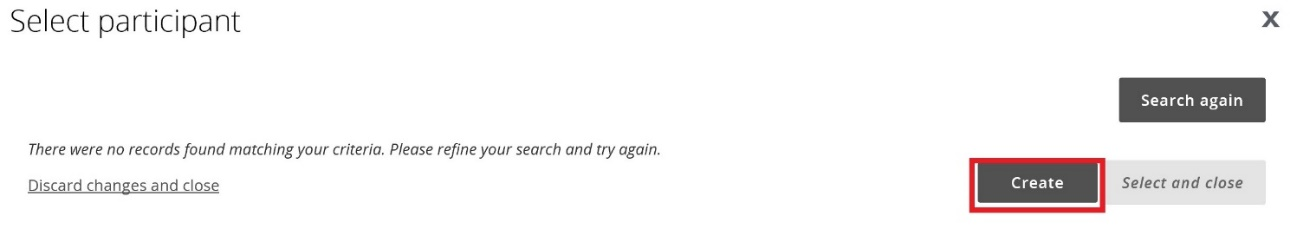 Select participant
X
Search again
There were no records found matching your criteria. Please refine your search and try again.
Discard changes and close
Create
Select and close